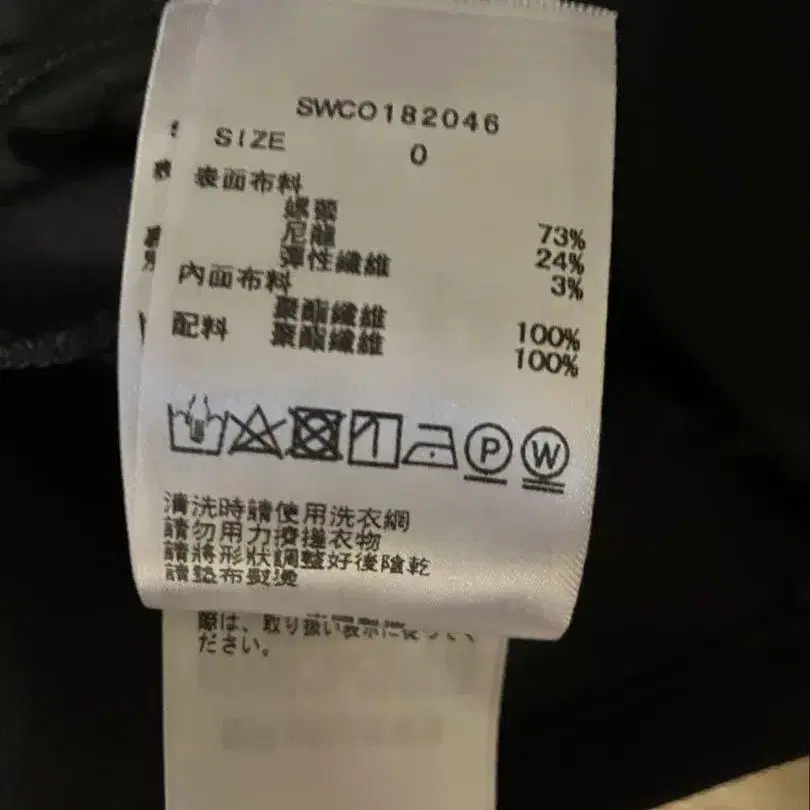 SWCO182046
SIZE 0
表面布料
螺縈 73%
尼龍 24%
彈性纖維 3%
內面布料
聚酯纖維 100%
配料 聚酯纖維 100%
P W
清洗時請使用洗衣網
請勿用力擠搓衣物
請將形狀調整好後陰乾
請墊布熨燙
際は、取り扱い表示に従って
ください。